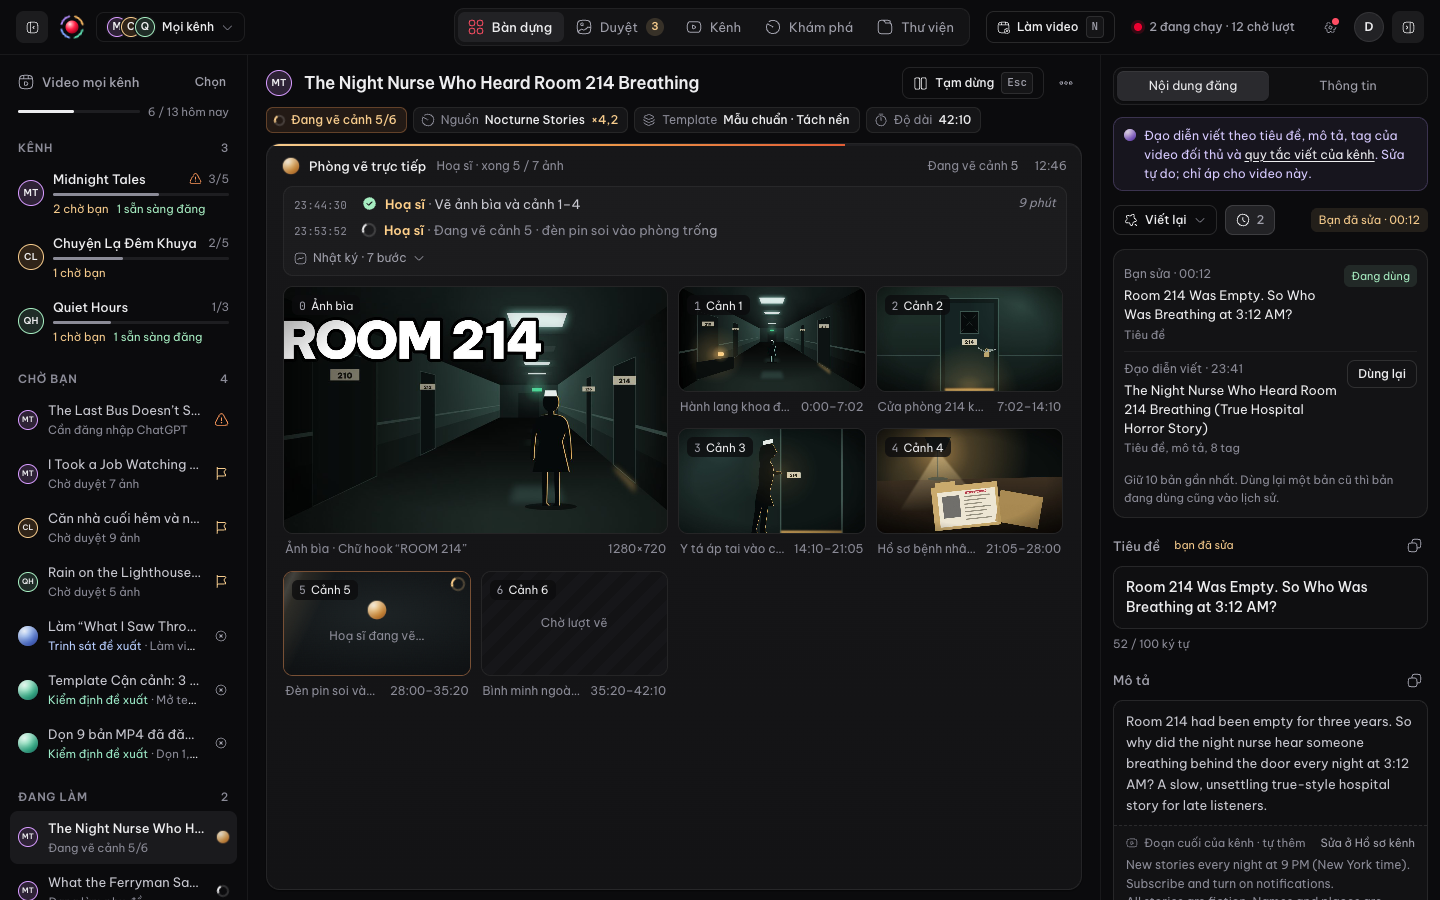 M C Q Mọi kênh
Bản dựng
Duyệt 3
Kênh
Khám phá
Thư viện
Làm video N
2 đang chạy · 12 chờ lượt
D
Video mọi kênh Chọn
6 / 13 hôm nay
KÊNH 3
MT Midnight Tales 3/5
2 chờ bạn 1 sẵn sàng đăng
CL Chuyện Lạ Đêm Khuya 2/5
1 chờ bạn
QH Quiet Hours 1/3
1 chờ bạn 1 sẵn sàng đăng
CHỜ BẠN 4
MT The Last Bus Doesn’t S...
Cần đăng nhập ChatGPT
MT I Took a Job Watching ...
Chờ duyệt 7 ảnh
CL Căn nhà cuối hẻm và n...
Chờ duyệt 9 ảnh
QH Rain on the Lighthouse...
Chờ duyệt 5 ảnh
Làm “What I Saw Thro...
Trinh sát đề xuất · Làm vi...
Template Cận cảnh: 3 ...
Kiểm định đề xuất · Mở te...
Dọn 9 bản MP4 đã đă...
Kiểm định đề xuất · Dọn 1,...
ĐANG LÀM 2
MT The Night Nurse Who H...
Đang vẽ cảnh 5/6
MT What the Ferryman Sa...
MT The Night Nurse Who Heard Room 214 Breathing
Tạm dừng Esc
Đang vẽ cảnh 5/6
Nguồn Nocturne Stories ×4,2
Template Mẫu chuẩn · Tách nền
Độ dài 42:10
Phòng vẽ trực tiếp Hoạ sĩ · xong 5 / 7 ảnh
Đang vẽ cảnh 5 12:46
23:44:30 Hoạ sĩ · Vẽ ảnh bìa và cảnh 1–4 9 phút
23:53:52 Hoạ sĩ · Đang vẽ cảnh 5 · đèn pin soi vào phòng trống
Nhật ký · 7 bước
0 Ảnh bìa
ROOM 214
210
212
214
Ảnh bìa · Chữ hook “ROOM 214” 1280×720
1 Cảnh 1
Hành lang khoa đ... 0:00–7:02
2 Cảnh 2
214
Cửa phòng 214 k... 7:02–14:10
3 Cảnh 3
214
Y tá áp tai vào c... 14:10–21:05
4 Cảnh 4
Hồ sơ bệnh nhâ... 21:05–28:00
5 Cảnh 5
Hoạ sĩ đang vẽ...
Đèn pin soi và... 28:00–35:20
6 Cảnh 6
Chờ lượt vẽ
Bình minh ngoà... 35:20–42:10
Nội dung đăng
Thông tin
Đạo diễn viết theo tiêu đề, mô tả, tag của
video đối thủ và quy tắc viết của kênh. Sửa
tự do; chỉ áp cho video này.
Viết lại
2
Bạn đã sửa · 00:12
Bạn sửa · 00:12 Đang dùng
Room 214 Was Empty. So Who
Was Breathing at 3:12 AM?
Tiêu đề
Đạo diễn viết · 23:41 Dùng lại
The Night Nurse Who Heard Room
214 Breathing (True Hospital
Horror Story)
Tiêu đề, mô tả, 8 tag
Giữ 10 bản gần nhất. Dùng lại một bản cũ thì bản
đang dùng cũng vào lịch sử.
Tiêu đề bạn đã sửa
Room 214 Was Empty. So Who Was
Breathing at 3:12 AM?
52 / 100 ký tự
Mô tả
Room 214 had been empty for three years. So
why did the night nurse hear someone
breathing behind the door every night at 3:12
AM? A slow, unsettling true-style hospital
story for late listeners.
Đoạn cuối của kênh · tự thêm Sửa ở Hồ sơ kênh
New stories every night at 9 PM (New York time).
Subscribe and turn on notifications.
All stories are fiction. Names and places are